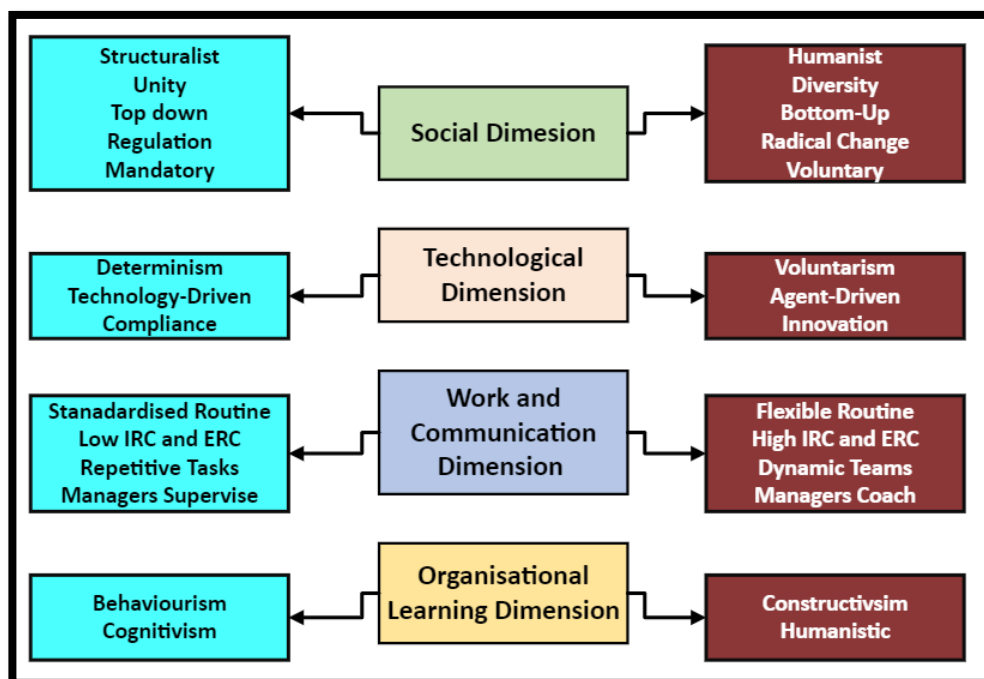 Structuralist
Unity
Top down
Regulation
Mandatory
Social Dimesion
Humanist
Diversity
Bottom-Up
Radical Change
Voluntary
Determinism
Technology-Driven
Compliance
Technological
Dimension
Voluntarism
Agent-Driven
Innovation
Stanadardised Routine
Low IRC and ERC
Repetitive Tasks
Managers Supervise
Work and
Communication
Dimension
Flexible Routine
High IRC and ERC
Dynamic Teams
Managers Coach
Behaviourism
Cognitivism
Organisational
Learning Dimension
Constructivsim
Humanistic